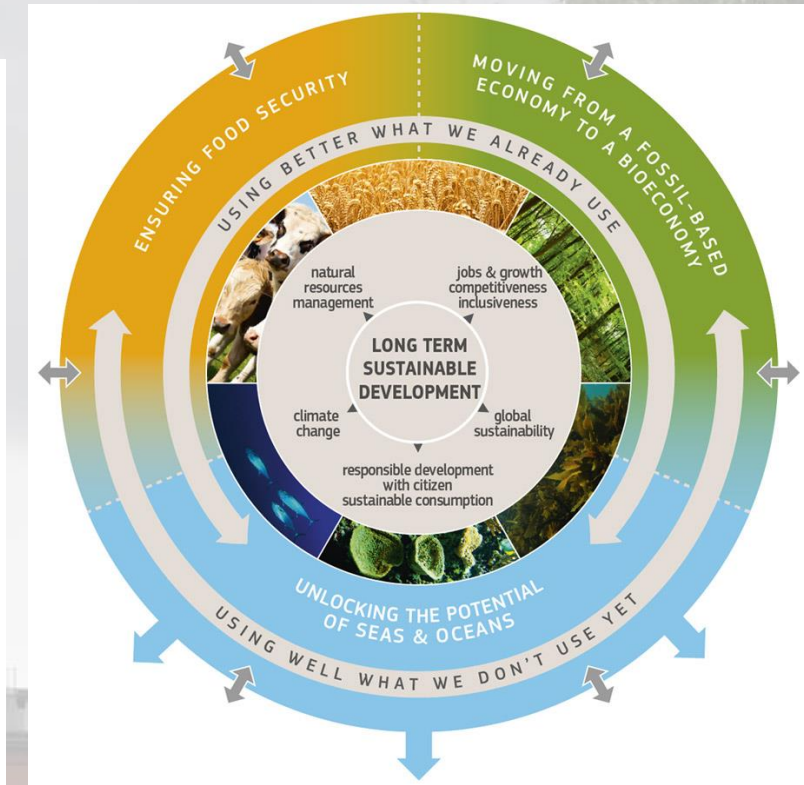 ENSURING FOOD SECURITY
MOVING FROM A FOSSIL-BASED
ECONOMY TO A BIOECONOMY
USING BETTER WHAT WE ALREADY USE
natural
resources
management
jobs & growth
competitiveness
inclusiveness
LONG TERM
SUSTAINABLE
DEVELOPMENT
climate
change
global
sustainability
responsible development
with citizen
sustainable consumption
UNLOCKING THE POTENTIAL
OF SEAS & OCEANS
USING WELL WHAT WE DON'T USE YET